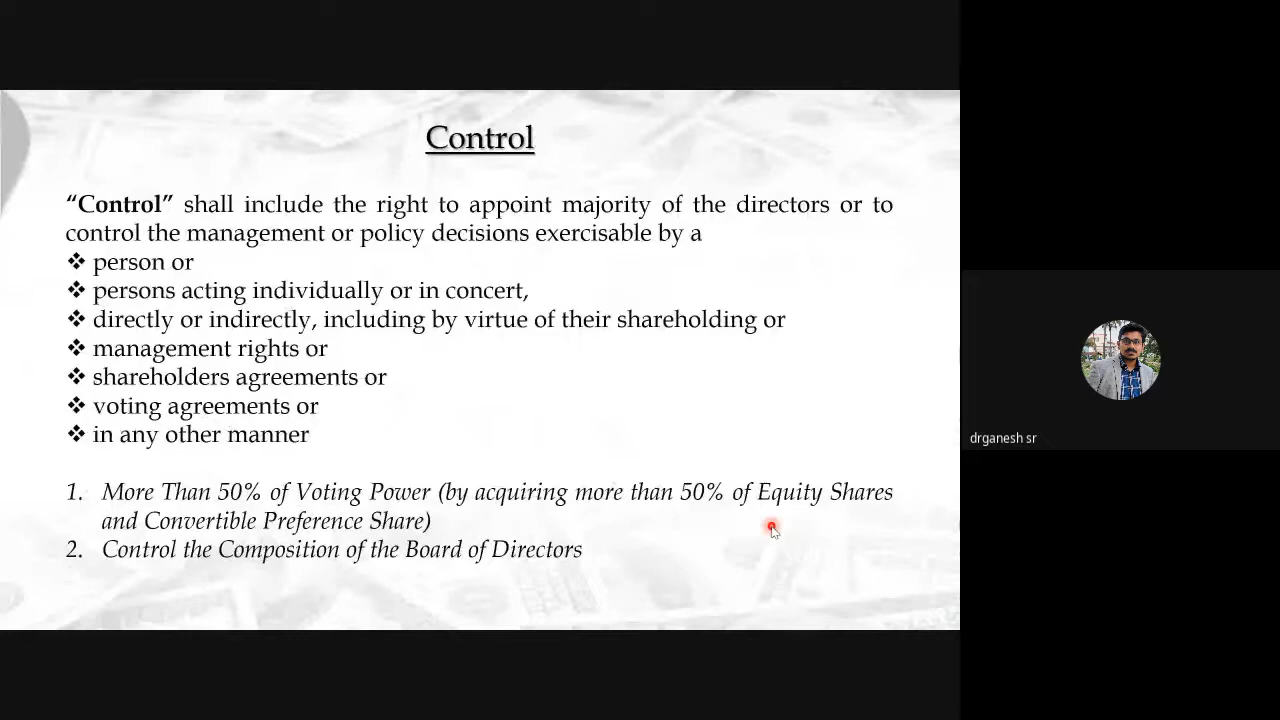 Control
“Control” shall include the right to appoint majority of the directors or to
control the management or policy decisions exercisable by a
❖ person or
❖ persons acting individually or in concert,
❖ directly or indirectly, including by virtue of their shareholding or
❖ management rights or
❖ shareholders agreements or
❖ voting agreements or
❖ in any other manner
1. More Than 50% of Voting Power (by acquiring more than 50% of Equity Shares
and Convertible Preference Share)
2. Control the Composition of the Board of Directors
drganesh sr